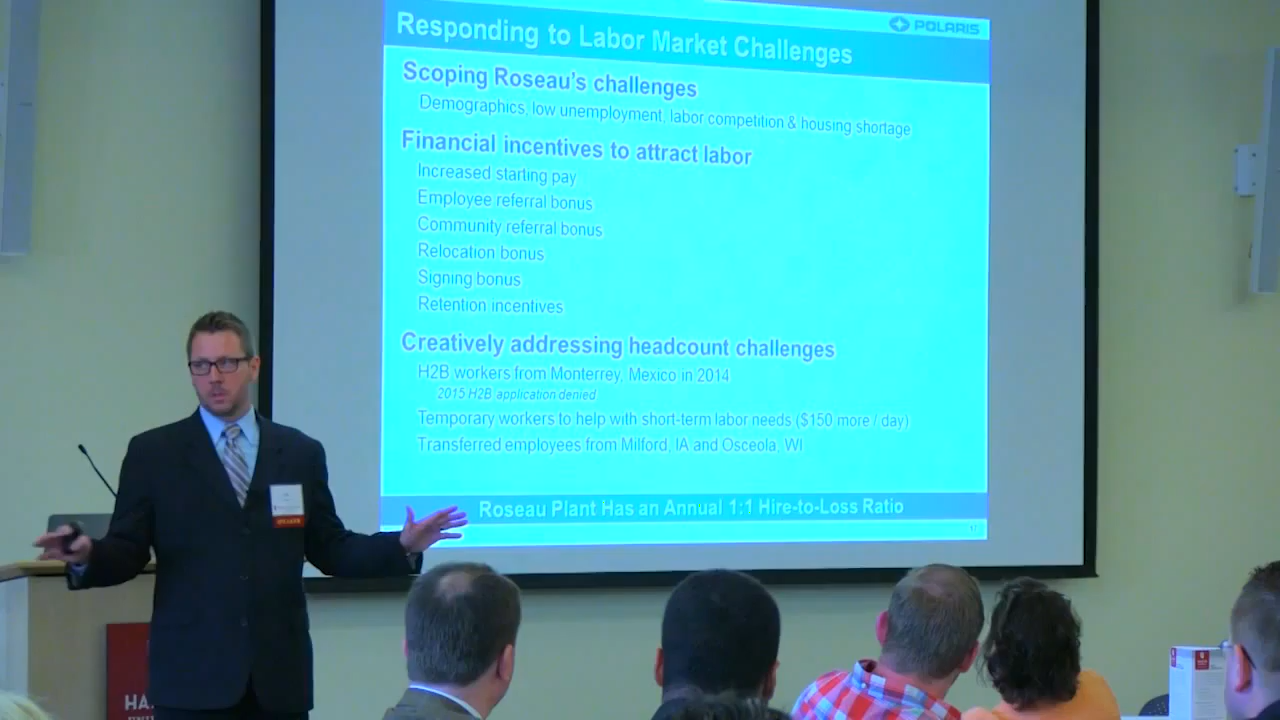 POLARIS
Responding to Labor Market Challenges
Scoping Roseau's challenges
Demographics, low unemployment, labor competition & housing shortage
Financial incentives to attract labor
Increased starting pay
Employee referral bonus
Community referral bonus
Relocation bonus
Signing bonus
Retention incentives
Creatively addressing headcount challenges
H2B workers from Monterrey, Mexico in 2014
2015 H2B application denied
Temporary workers to help with short-term labor needs ($150 more / day)
Transferred employees from Milford, IA and Osceola, WI
Roseau Plant Has an Annual 1:1 Hire-to-Loss Ratio
SPEAKER